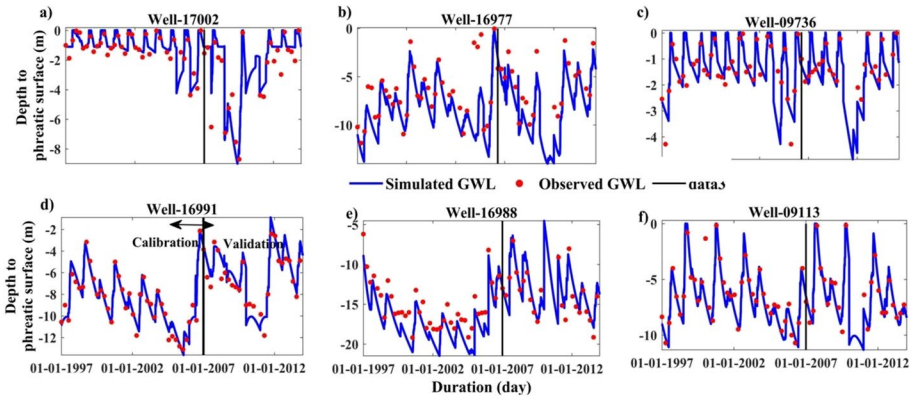 a) Well-17002 b) Well-16977 c) Well-09736
Depth to
phreatic surface (m)
0
-2
-4
-6
-8
0
-5
-10
0
-1
-2
-3
-4
Simulated GWL Observed GWL data3
d) Well-16991 e) Well-16988 f) Well-09113
Depth to
phreatic surface (m)
-2
-4
-6
-8
-10
-12
Calibration Validation
-5
-10
-15
-20
0
-5
-10
01-01-1997 01-01-2002 01-01-2007 01-01-2012 01-01-1997 01-01-2002 01-01-2007 01-01-2012 01-01-1997 01-01-2002 01-01-2007 01-01-2012
Duration (day)